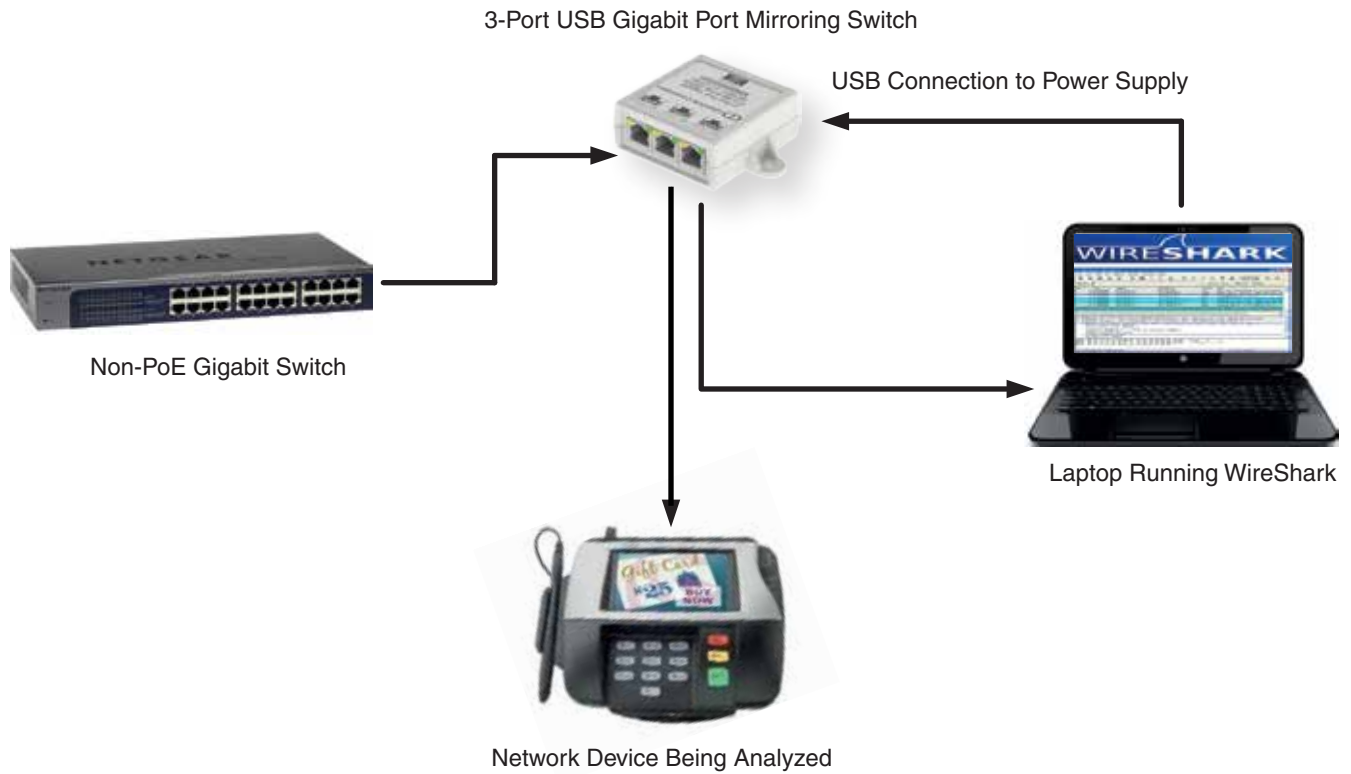 3-Port USB Gigabit Port Mirroring Switch
USB Connection to Power Supply
NETGEAR
Non-PoE Gigabit Switch
WIRESHARK
Laptop Running WireShark
Gift Card
$25
BUY
NOW
Network Device Being Analyzed